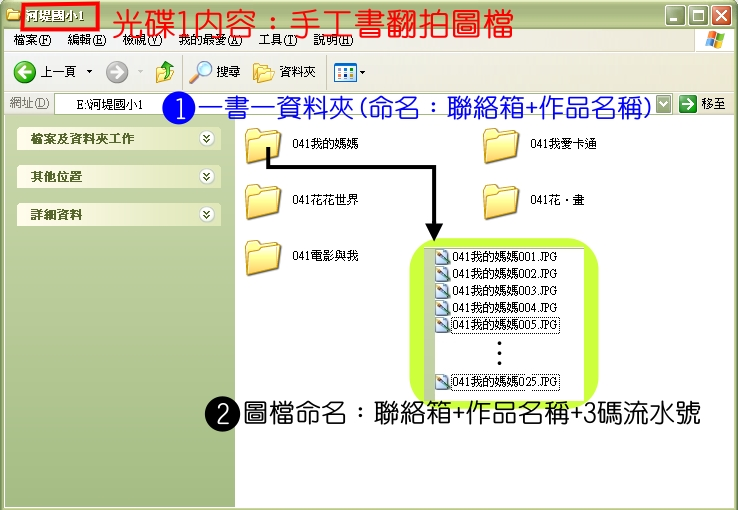 河堤國小1
光碟1內容：手工書翻拍圖檔
檔案(F) 編輯(E) 檢視(V) 我的最愛(A) 工具(T) 說明(H)
上一頁 搜尋 資料夾
網址(D) E:\河堤國小1 移至
1 一書一資料夾(命名：聯絡箱+作品名稱)
檔案及資料夾工作
其他位置
詳細資料
041我的媽媽 041我愛卡通
041花花世界 041花・畫
041電影與我
041我的媽媽001.JPG
041我的媽媽002.JPG
041我的媽媽003.JPG
041我的媽媽004.JPG
041我的媽媽005.JPG
⋮
041我的媽媽025.JPG
2 圖檔命名：聯絡箱+作品名稱+3碼流水號